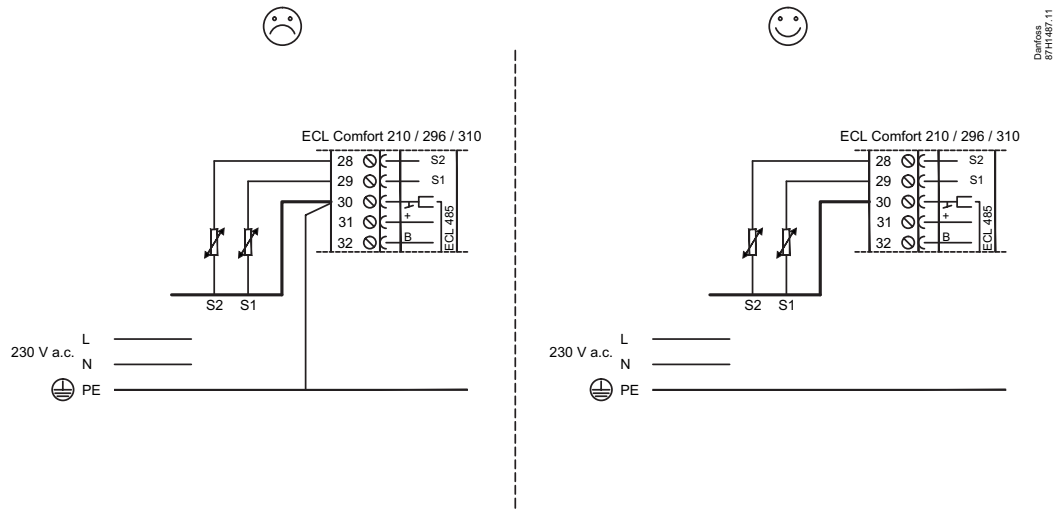 Danfoss
87H1487.11
ECL Comfort 210 / 296 / 310
28 S2
29 S1
30
31 +
32 B
ECL 485
S2 S1
L
230 V a.c.
N
PE
ECL Comfort 210 / 296 / 310
28 S2
29 S1
30
31 +
32 B
ECL 485
S2 S1
L
230 V a.c.
N
PE